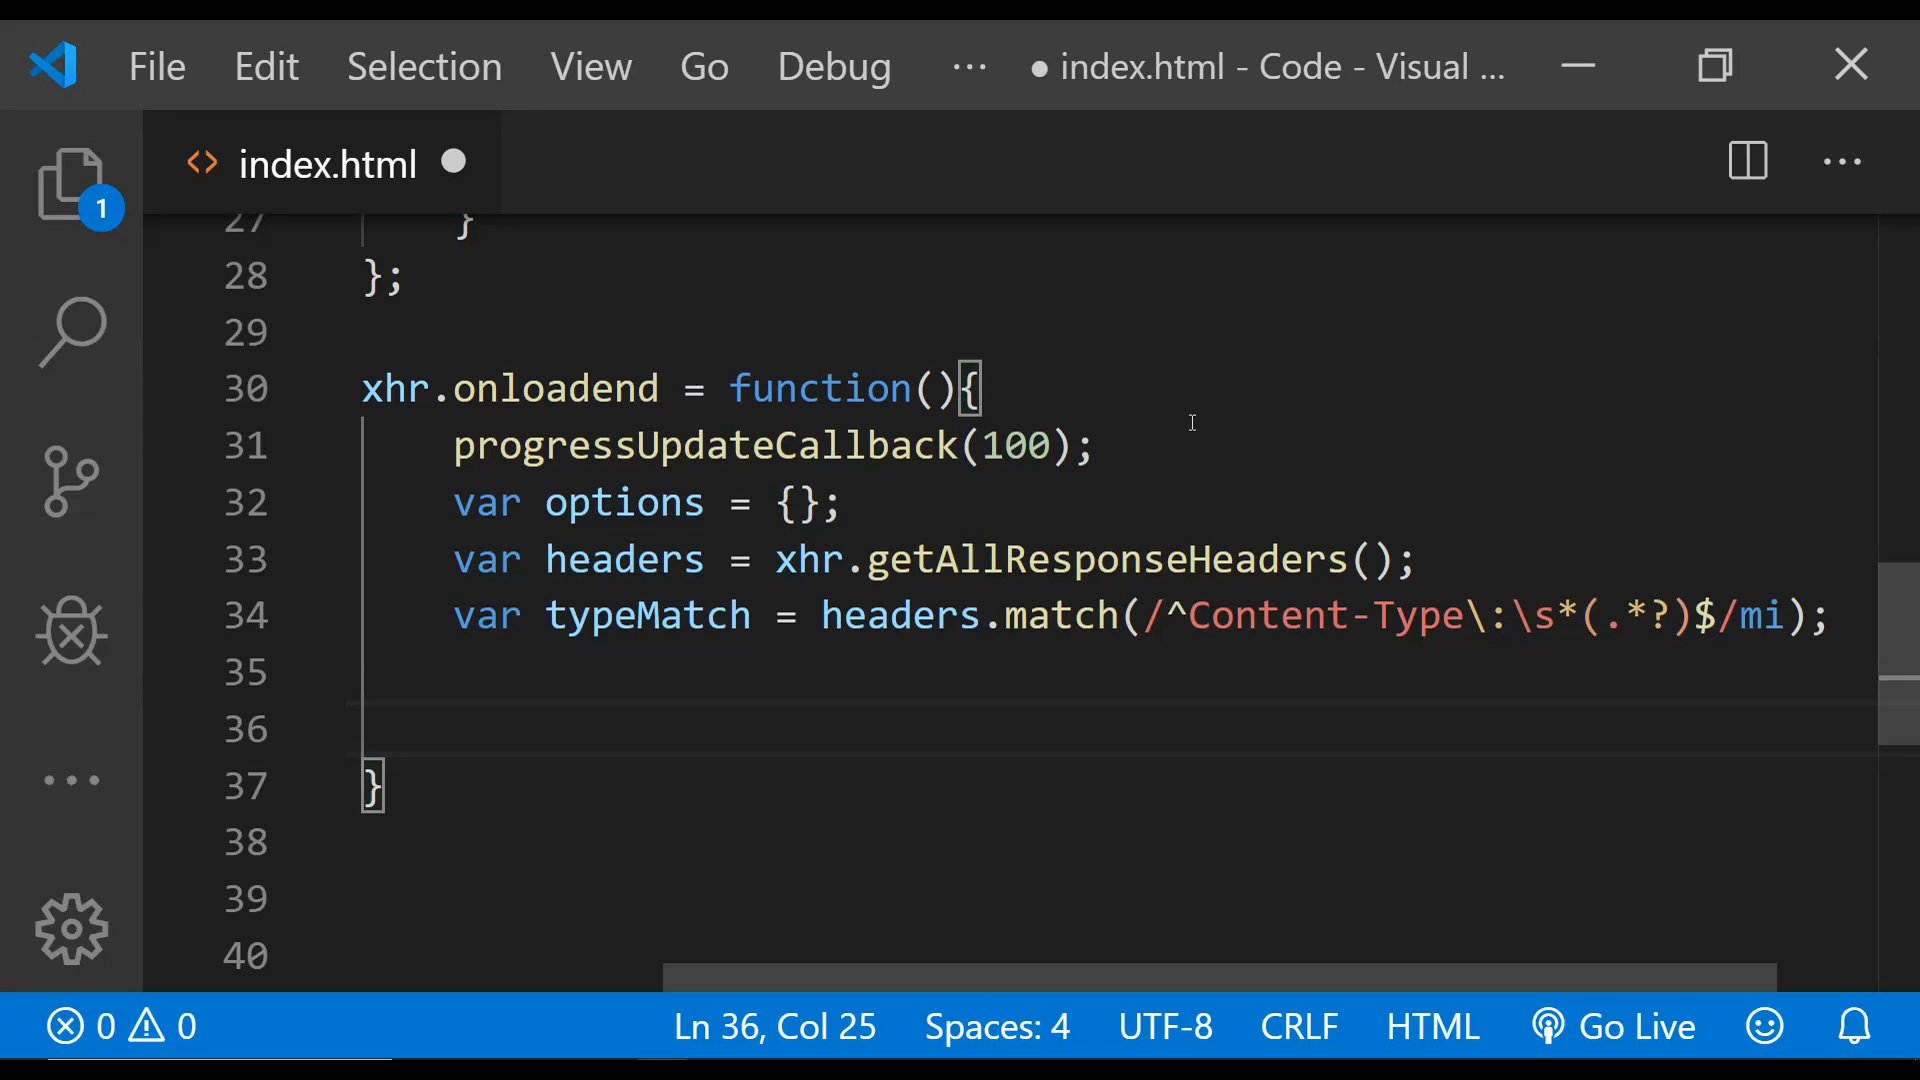 File Edit Selection View Go Debug ··· ● index.html - Code - Visual ...
<> index.html ● ···
1
27 }
28 };
29
30 xhr.onloadend = function(){
31 progressUpdateCallback(100);
32 var options = {};
33 var headers = xhr.getAllResponseHeaders();
34 var typeMatch = headers.match(/^Content-Type\:\s*(.*?)$/mi);
35
36
37 }
38
39
40
0 0 Ln 36, Col 25 Spaces: 4 UTF-8 CRLF HTML Go Live